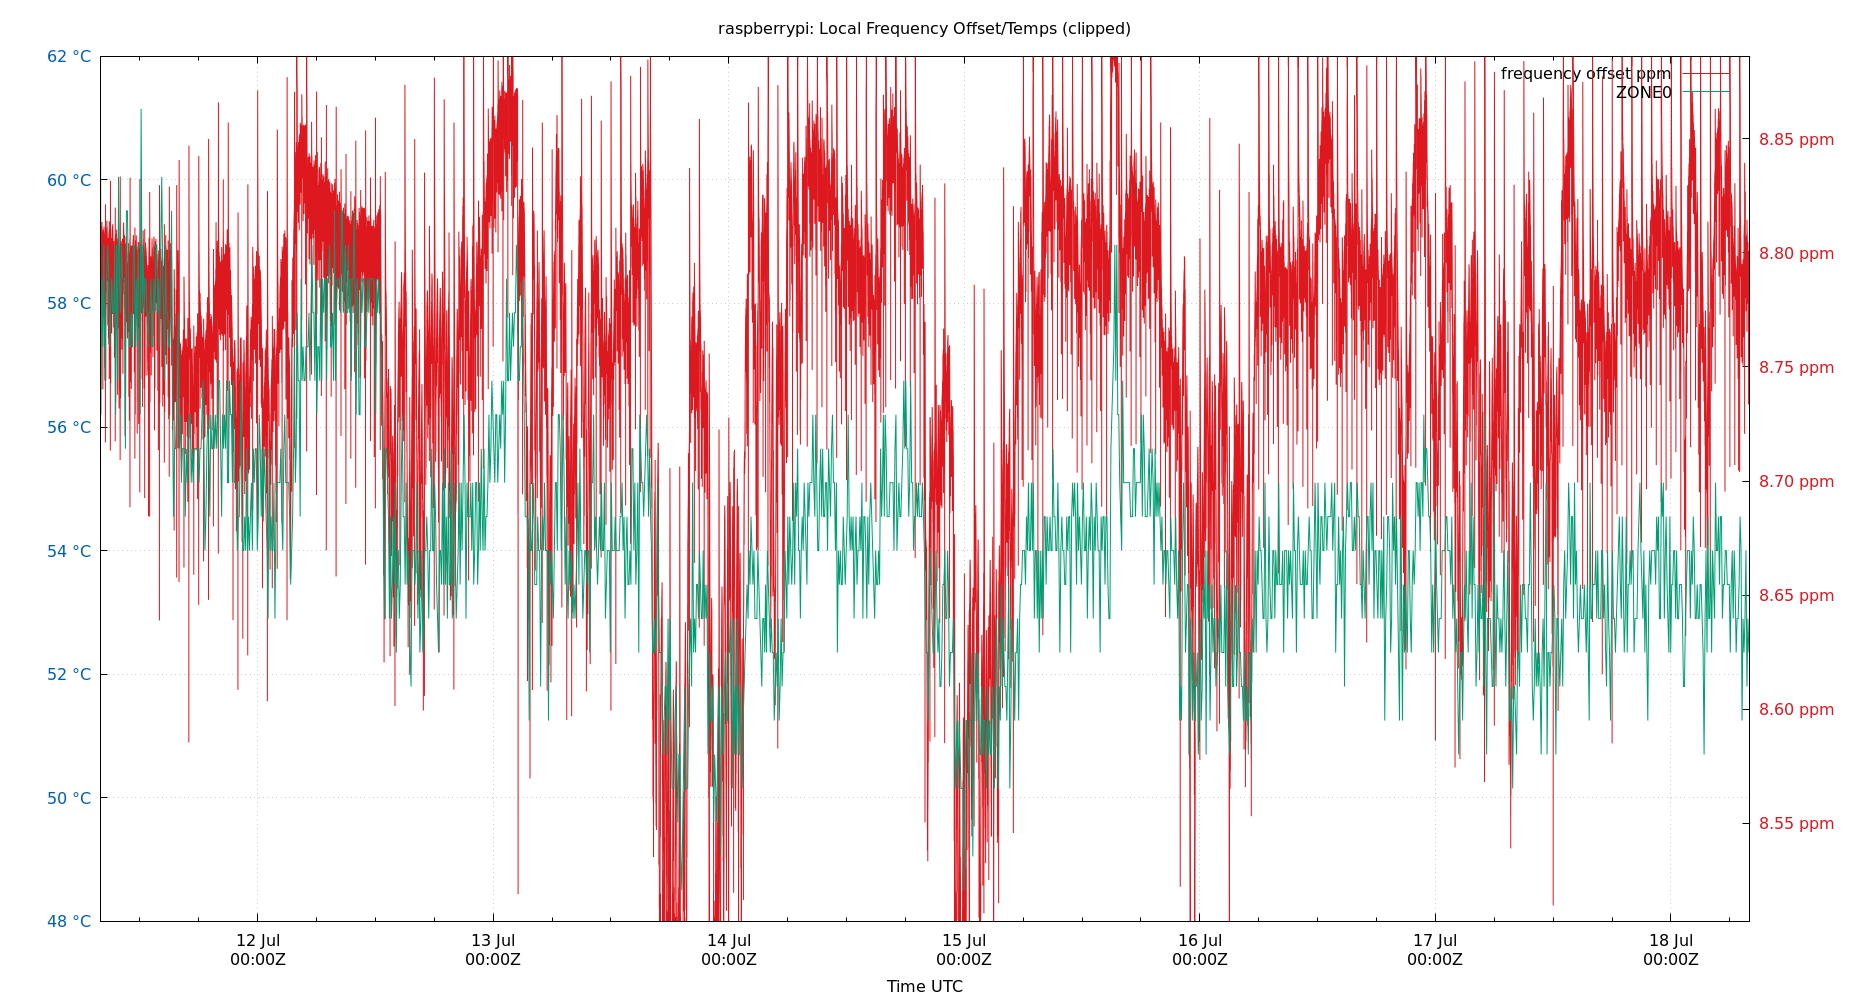 raspberrypi: Local Frequency Offset/Temps (clipped)
frequency offset ppm
ZONE0
62 °C
60 °C
58 °C
56 °C
54 °C
52 °C
50 °C
48 °C
8.85 ppm
8.80 ppm
8.75 ppm
8.70 ppm
8.65 ppm
8.60 ppm
8.55 ppm
12 Jul
00:00Z
13 Jul
00:00Z
14 Jul
00:00Z
15 Jul
00:00Z
16 Jul
00:00Z
17 Jul
00:00Z
18 Jul
00:00Z
Time UTC